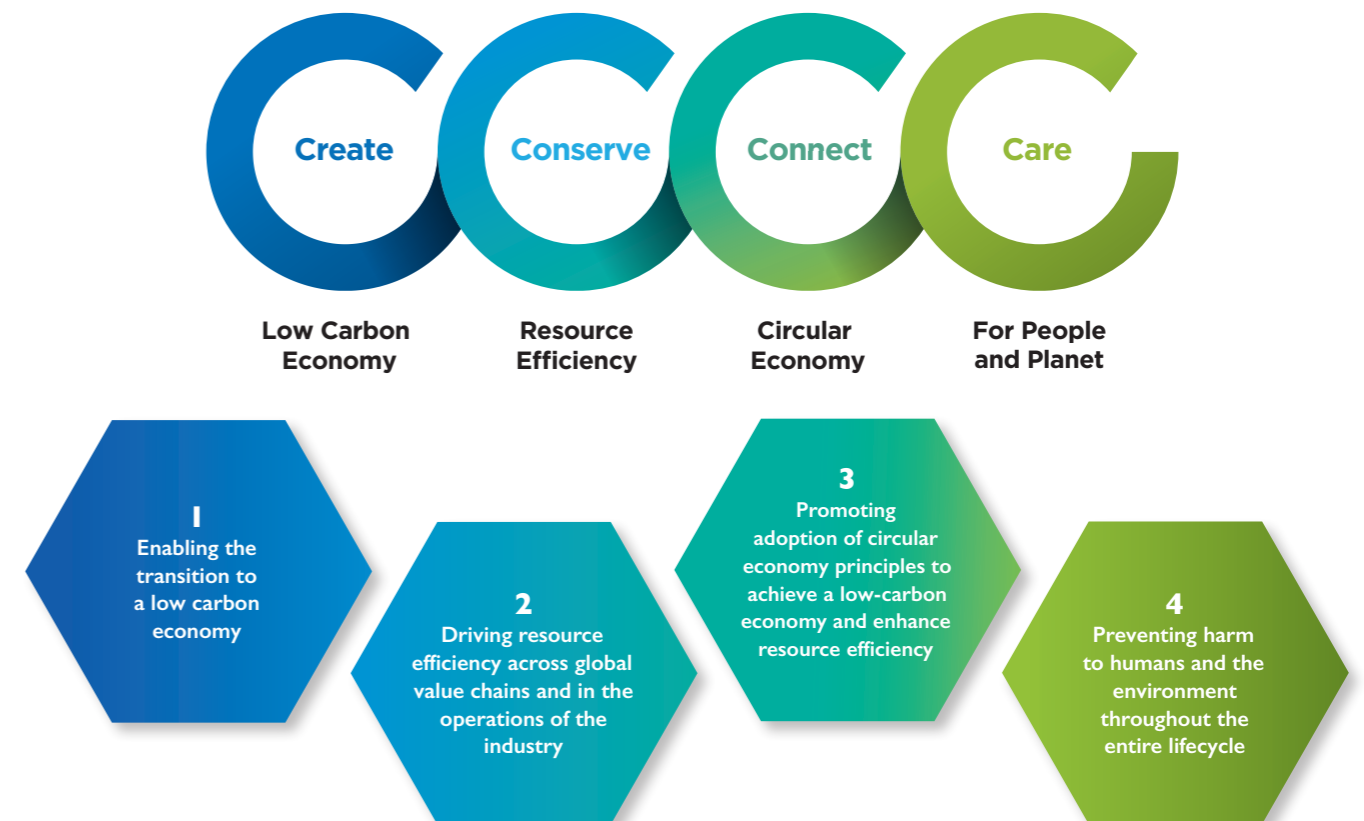 Create
Conserve
Connect
Care
Low Carbon
Economy
Resource
Efficiency
Circular
Economy
For People
and Planet
1
Enabling the
transition to
a low carbon
economy
2
Driving resource
efficiency across global
value chains and in the
operations of the
industry
3
Promoting
adoption of circular
economy principles to
achieve a low-carbon
economy and enhance
resource efficiency
4
Preventing harm
to humans and the
environment
throughout the
entire lifecycle